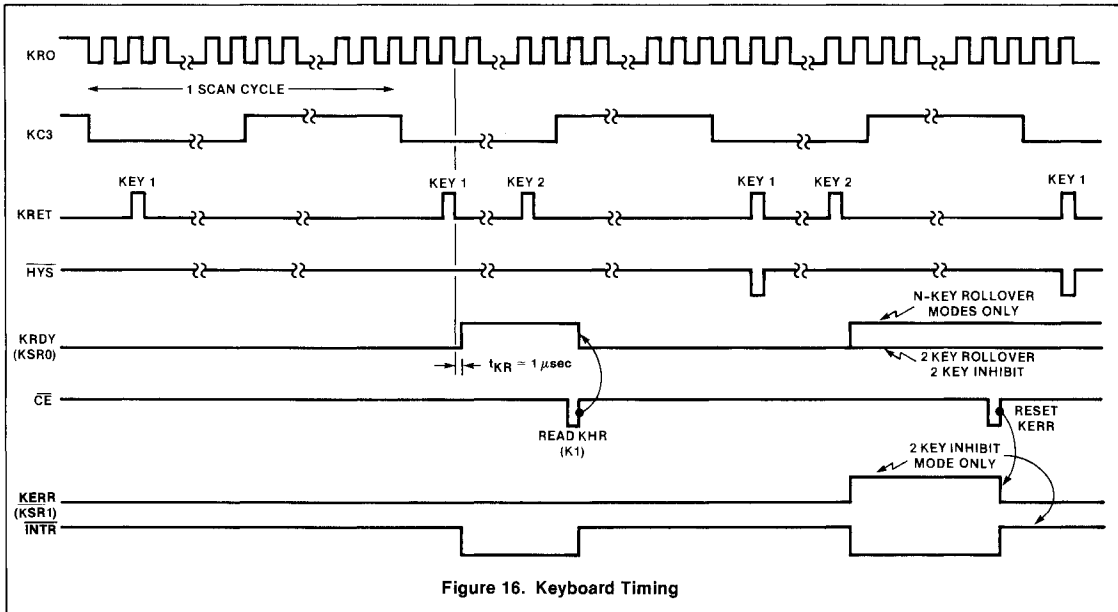 KR0
1 SCAN CYCLE
KC3
KEY 1 KEY 1 KEY 2 KEY 1 KEY 2 KEY 1
KRET
HYS
N-KEY ROLLOVER
MODES ONLY
KRDY
(KSR0)
2 KEY ROLLOVER
2 KEY INHIBIT
tKR = 1 μsec
CE
READ KHR
(K1)
RESET
KERR
2 KEY INHIBIT
MODE ONLY
KERR
(KSR1)
INTR
Figure 16. Keyboard Timing